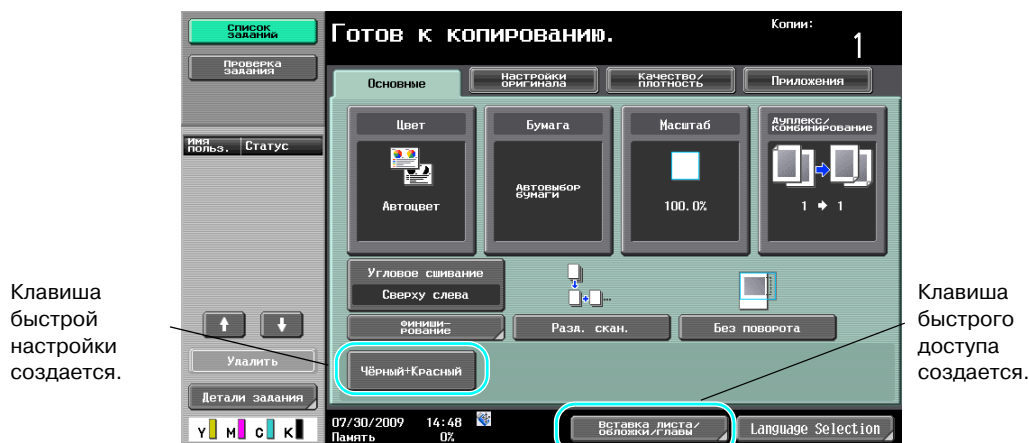 Список
заданий
Готов к копированию.
Копии:
1
Проверка
задания
Основные
Настройки
оригинала
Качество/
плотность
Приложения
Цвет
Бумага
Масштаб
Дуплекс/
Комбинирование
Имя
польз.
Статус
Автоцвет
Автовыбор
бумаги
100.0%
1 → 1
Угловое сшивание
Сверху слева
Финиши-
рование
Разд. скан.
Без поворота
Клавиша
быстрой
настройки
создается.
Клавиша
быстрого
доступа
создается.
Удалить
Чёрный+Красный
Детали задания
Y M C K
07/30/2009 14:48
Память 0%
Вставка листа/
обложки/главы
Language Selection